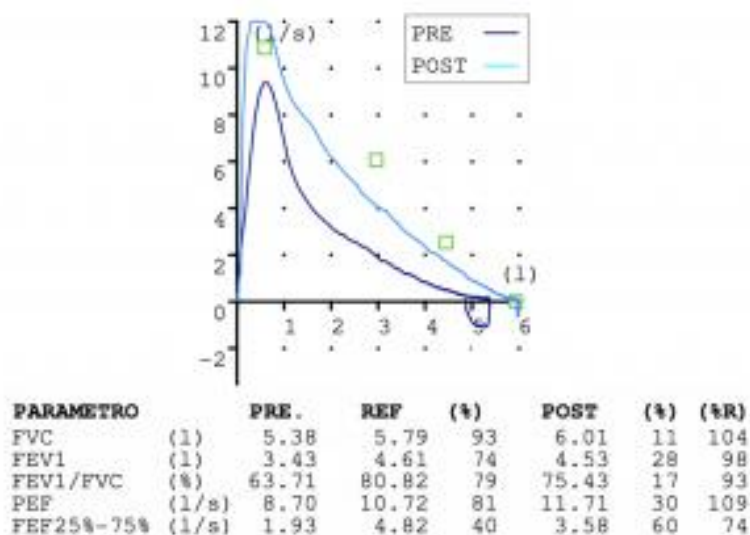 12 (l/s)
PRE
10
POST
8
6
4
2
(l)
0
1 2 3 4 5 6
-2
PARAMETRO PRE. REF (%) POST (%) (%R)
FVC (l) 5.38 5.79 93 6.01 11 104
FEV1 (l) 3.43 4.61 74 4.53 28 98
FEV1/FVC (%) 63.71 80.82 79 75.43 17 93
PEF (l/s) 8.70 10.72 81 11.71 30 109
FEF25%-75% (l/s) 1.93 4.82 40 3.58 60 74